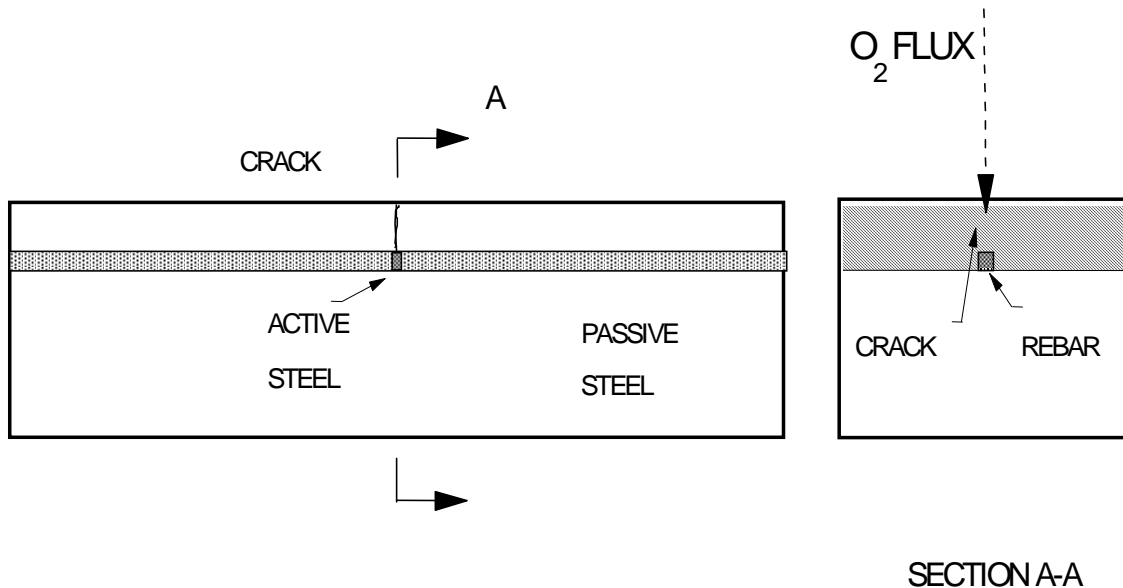 O2 FLUX
A
CRACK
ACTIVE
STEEL
PASSIVE
STEEL
CRACK
REBAR
SECTION A-A